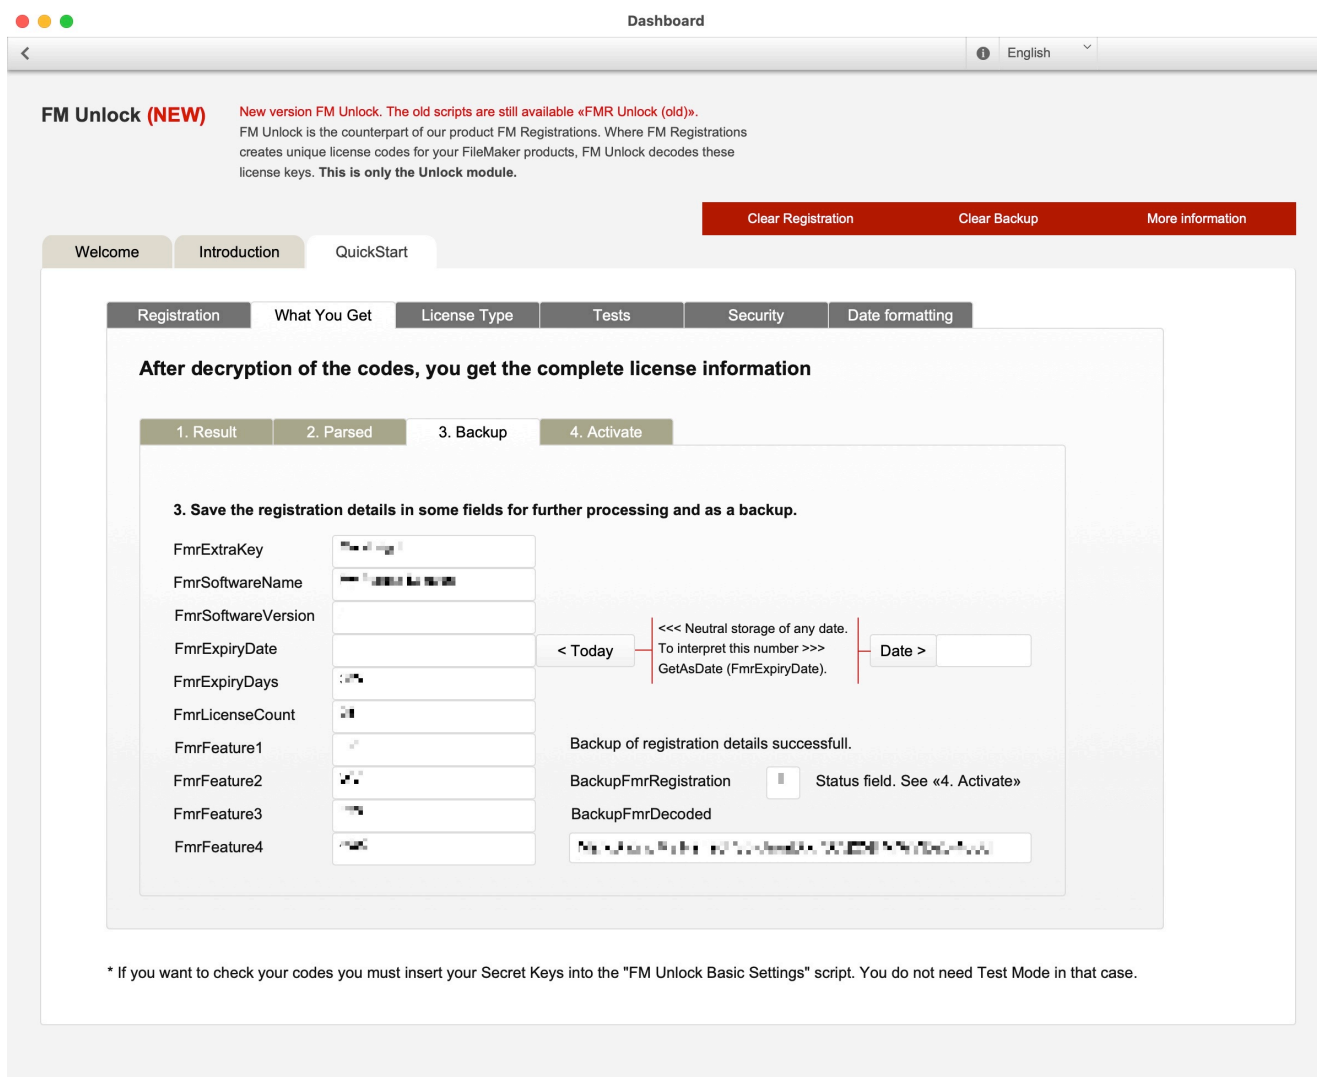 Dashboard
English
FM Unlock (NEW)
New version FM Unlock. The old scripts are still available «FMR Unlock (old)».
FM Unlock is the counterpart of our product FM Registrations. Where FM Registrations
creates unique license codes for your FileMaker products, FM Unlock decodes these
license keys. This is only the Unlock module.
Clear Registration Clear Backup More information
Welcome Introduction QuickStart
Registration What You Get License Type Tests Security Date formatting
After decryption of the codes, you get the complete license information
1. Result 2. Parsed 3. Backup 4. Activate
3. Save the registration details in some fields for further processing and as a backup.
FmrExtraKey
FmrSoftwareName
FmrSoftwareVersion
FmrExpiryDate
< Today
<<< Neutral storage of any date.
To interpret this number >>>
GetAsDate (FmrExpiryDate).
Date >
FmrExpiryDays
FmrLicenseCount
FmrFeature1
Backup of registration details successfull.
FmrFeature2
BackupFmrRegistration
Status field. See «4. Activate»
FmrFeature3
BackupFmrDecoded
FmrFeature4
* If you want to check your codes you must insert your Secret Keys into the "FM Unlock Basic Settings" script. You do not need Test Mode in that case.